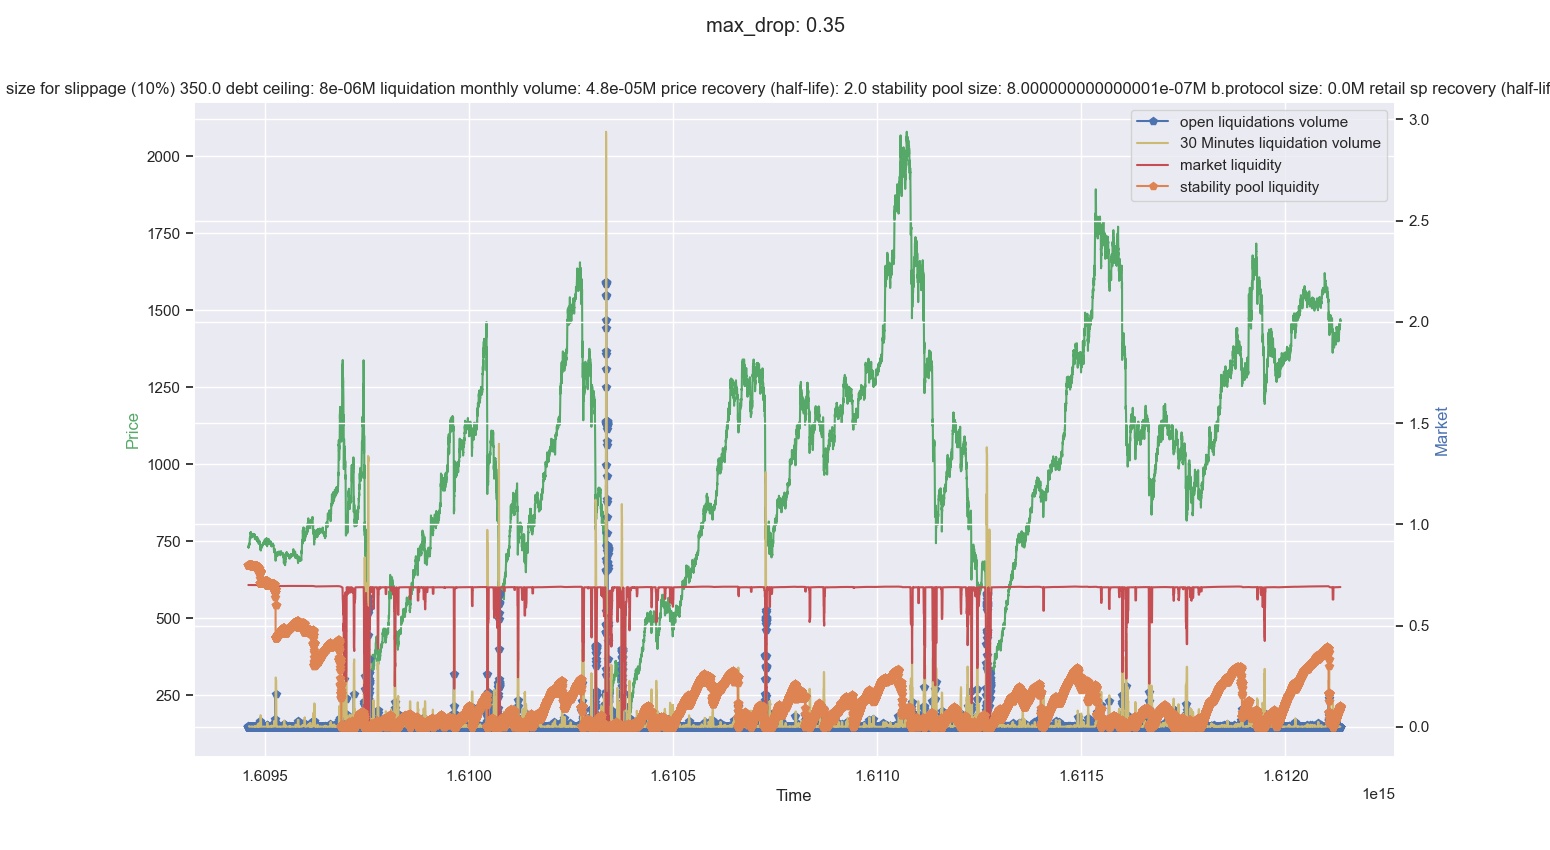 max_drop: 0.35
size for slippage (10%) 350.0 debt ceiling: 8e-06M liquidation monthly volume: 4.8e-05M price recovery (half-life): 2.0 stability pool size: 8.000000000000001e-07M b.protocol size: 0.0M retail sp recovery (half-lif
open liquidations volume
30 Minutes liquidation volume
market liquidity
stability pool liquidity
2000
1750
1500
1250
1000
750
500
250
Price
3.0
2.5
2.0
1.5
1.0
0.5
0.0
Market
1.6095
1.6100
1.6105
1.6110
1.6115
1.6120
1e15
Time